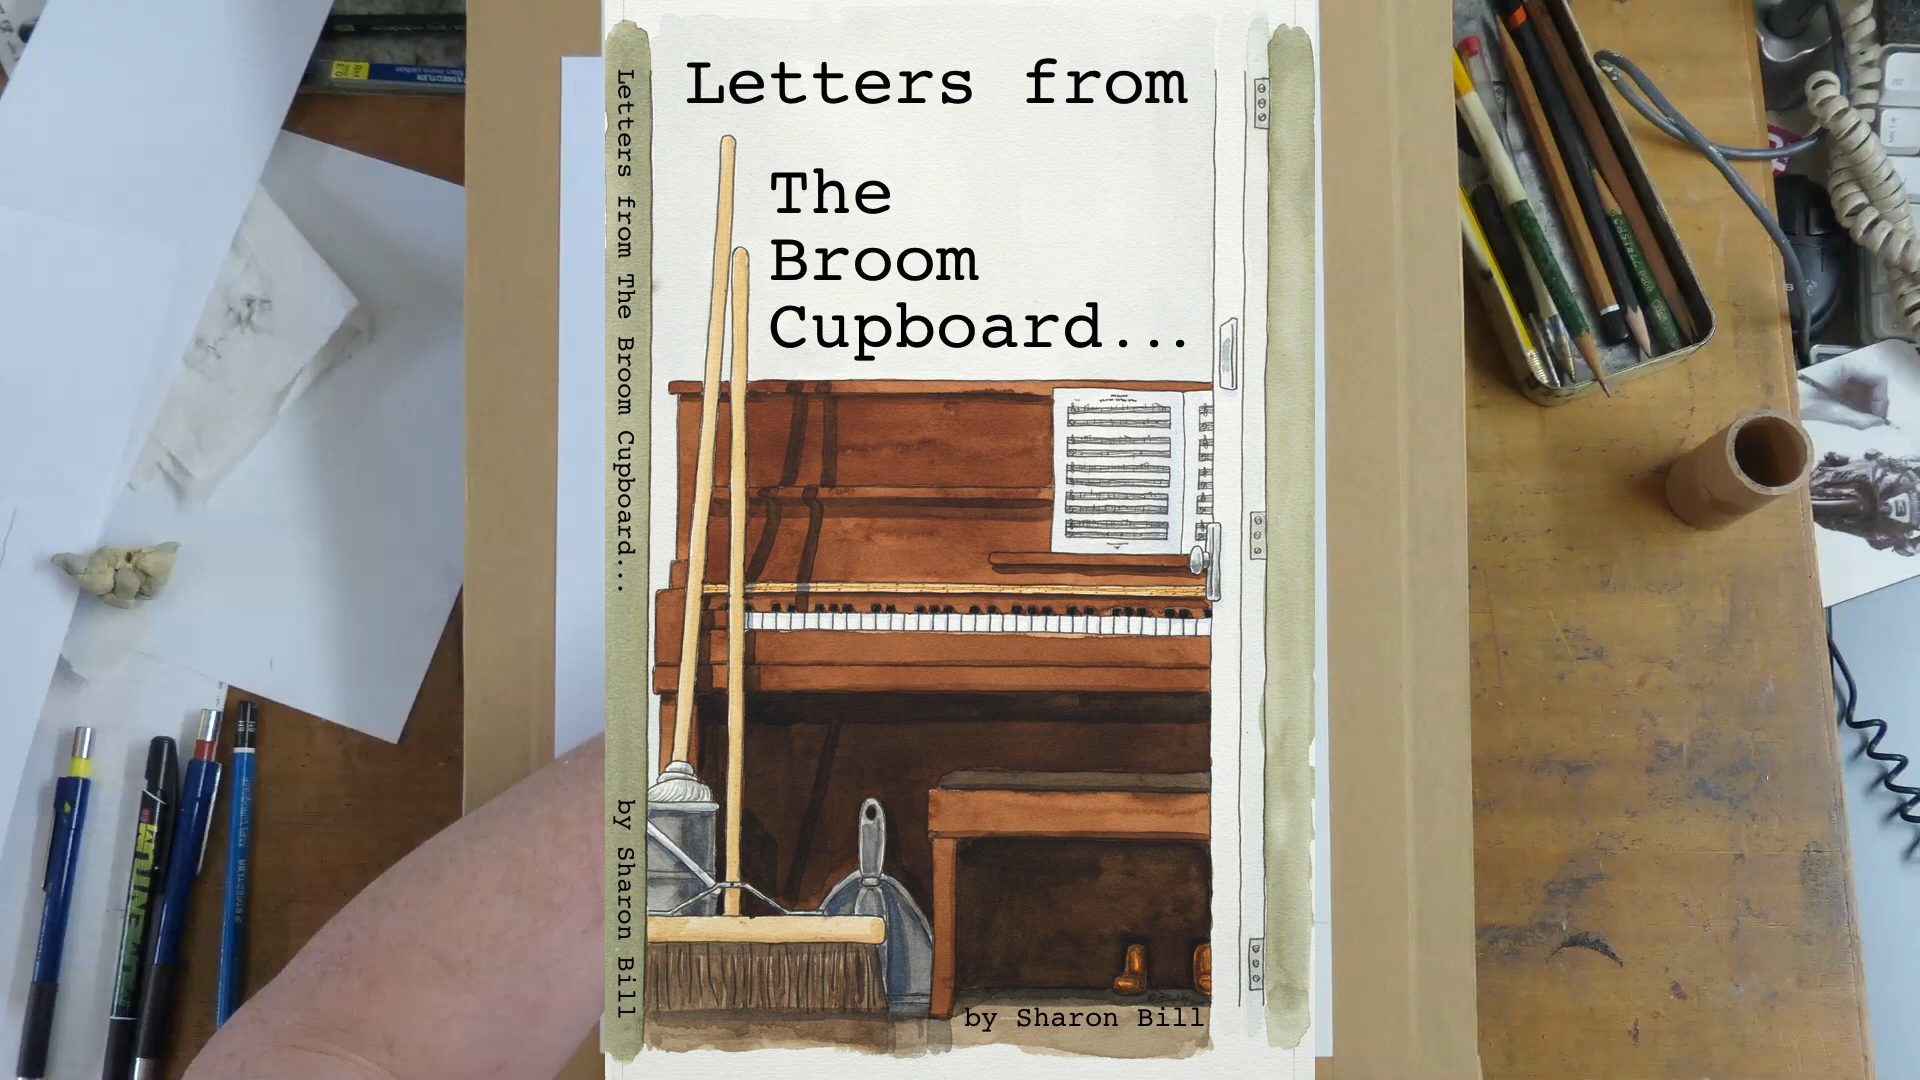 Letters from
The
Broom
Cupboard...
by Sharon Bill
Letters from The Broom Cupboard... by Sharon Bill